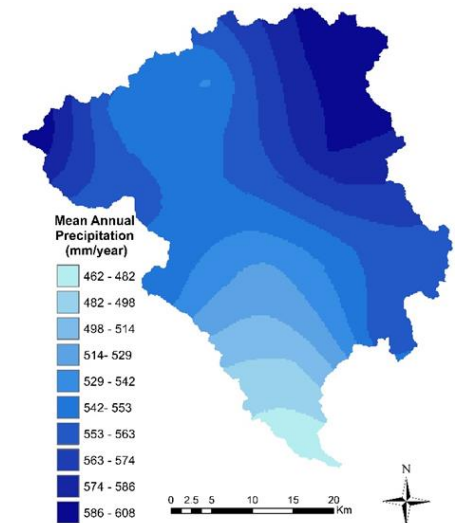 Mean Annual
Precipitation
(mm/year)
462 - 482
482 - 498
498 - 514
514- 529
529 - 542
542- 553
553 - 563
563 - 574
574 - 586
586 - 608
0 2.5 5 10 15 20
Km
N